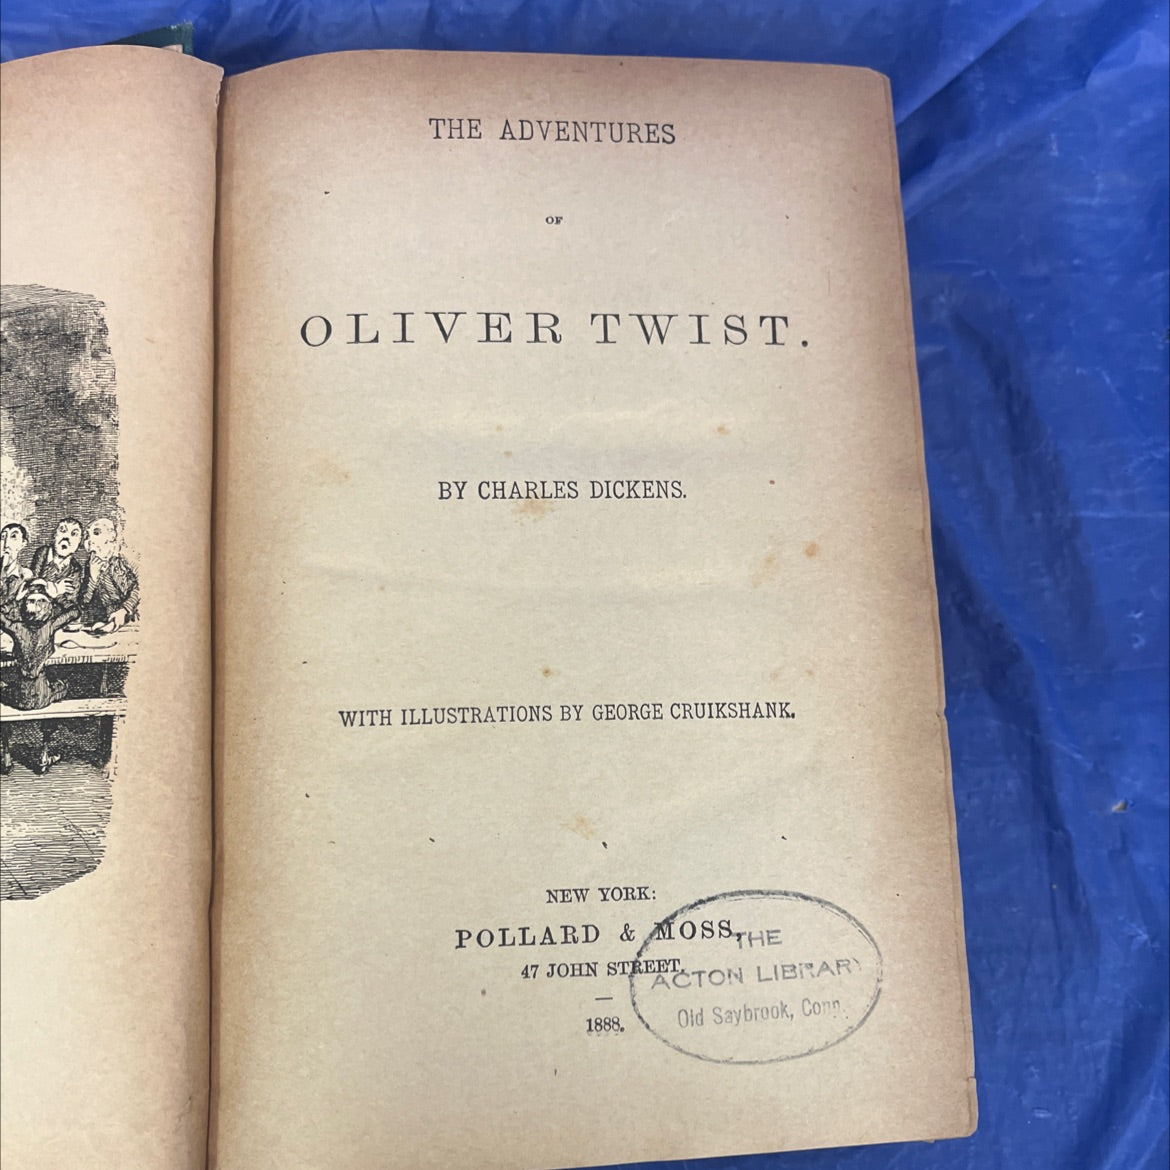 THE ADVENTURES
OF
OLIVER TWIST.
BY CHARLES DICKENS.
WITH ILLUSTRATIONS BY GEORGE CRUIKSHANK.
NEW YORK:
POLLARD & MOSS,
47 JOHN STREET.
1888.
THE
ACTON LIBRARY
Old Saybrook, Conn.